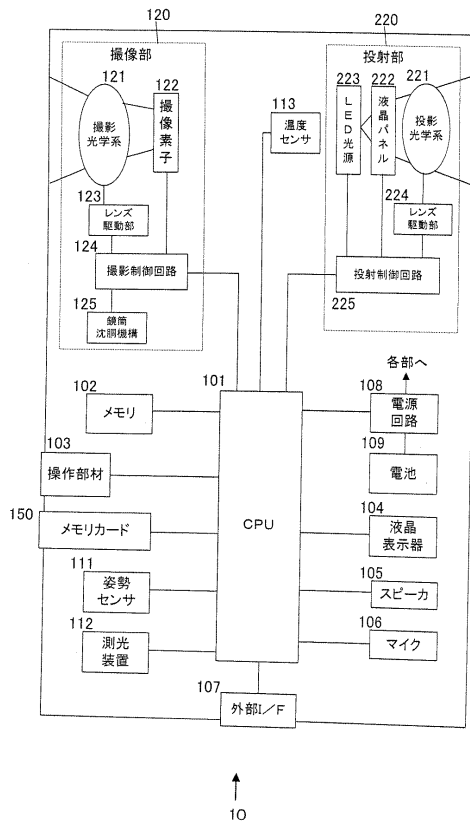 120
撮像部
121
122
撮影
光学系
撮像素子
123
レンズ
駆動部
124
撮影制御回路
125
鏡筒
沈胴機構
113
温度
センサ
220
投射部
223
222
221
LED光源
液晶パネル
投影
光学系
224
レンズ
駆動部
投射制御回路
225
101
CPU
102
メモリ
103
操作部材
150
メモリカード
111
姿勢
センサ
112
測光
装置
107
外部I/F
各部へ
108
電源
回路
109
電池
104
液晶
表示器
105
スピーカ
106
マイク
10